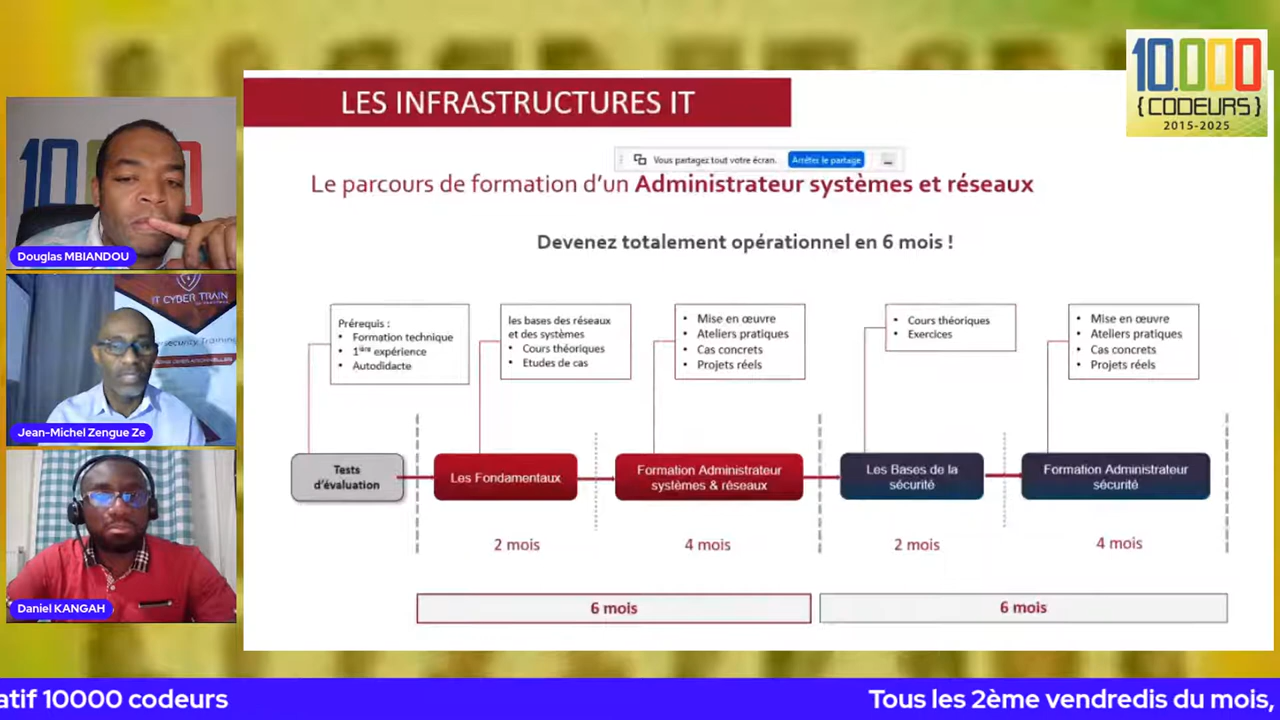 10.000
{CODEURS}
2015-2025
LES INFRASTRUCTURES IT
Vous partagez tout votre écran.
Arrêter le partage
Le parcours de formation d'un Administrateur systèmes et réseaux
Devenez totalement opérationnel en 6 mois !
Prérequis :
• Formation technique
• 1ière expérience
• Autodidacte
les bases des réseaux
et des systèmes
• Cours théoriques
• Etudes de cas
• Mise en œuvre
• Ateliers pratiques
• Cas concrets
• Projets réels
• Cours théoriques
• Exercices
• Mise en œuvre
• Ateliers pratiques
• Cas concrets
• Projets réels
Tests
d'évaluation
Les Fondamentaux
Formation Administrateur
systèmes & réseaux
Les Bases de la
sécurité
Formation Administrateur
sécurité
2 mois
4 mois
2 mois
4 mois
6 mois
6 mois
Douglas MBIANDOU
IT CYBER TRAIN
Jean-Michel Zengue Ze
Daniel KANGAH
atif 10000 codeurs
Tous les 2ème vendredis du mois,